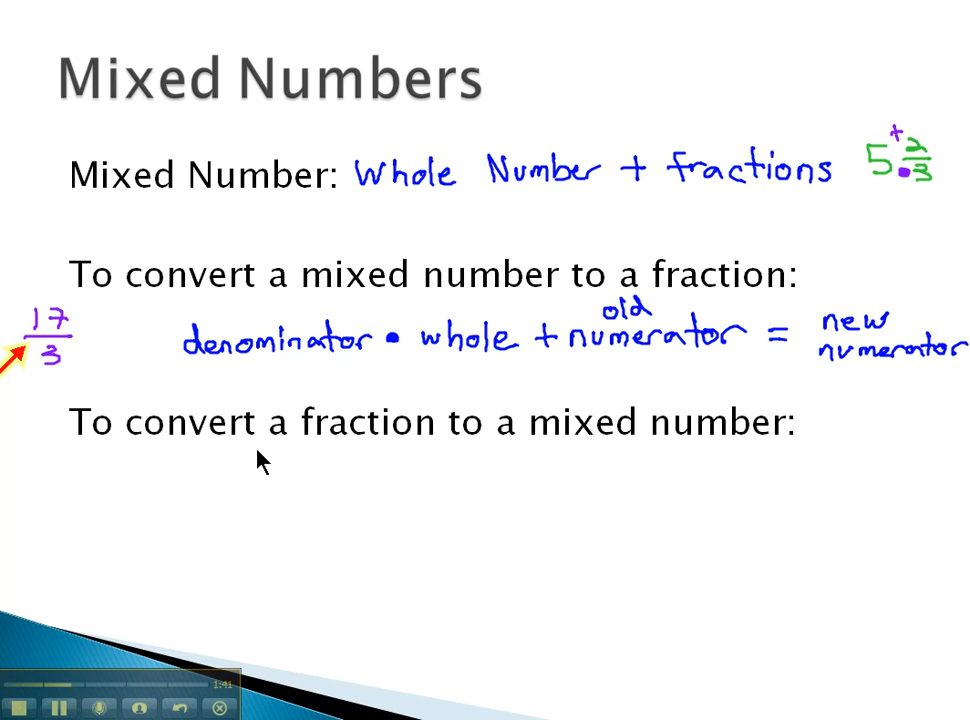 Mixed Numbers
Mixed Number: Whole Number + fractions 5 + 2/3
To convert a mixed number to a fraction:
17/3 denominator • whole + old numerator = new numerator
To convert a fraction to a mixed number:
1:41